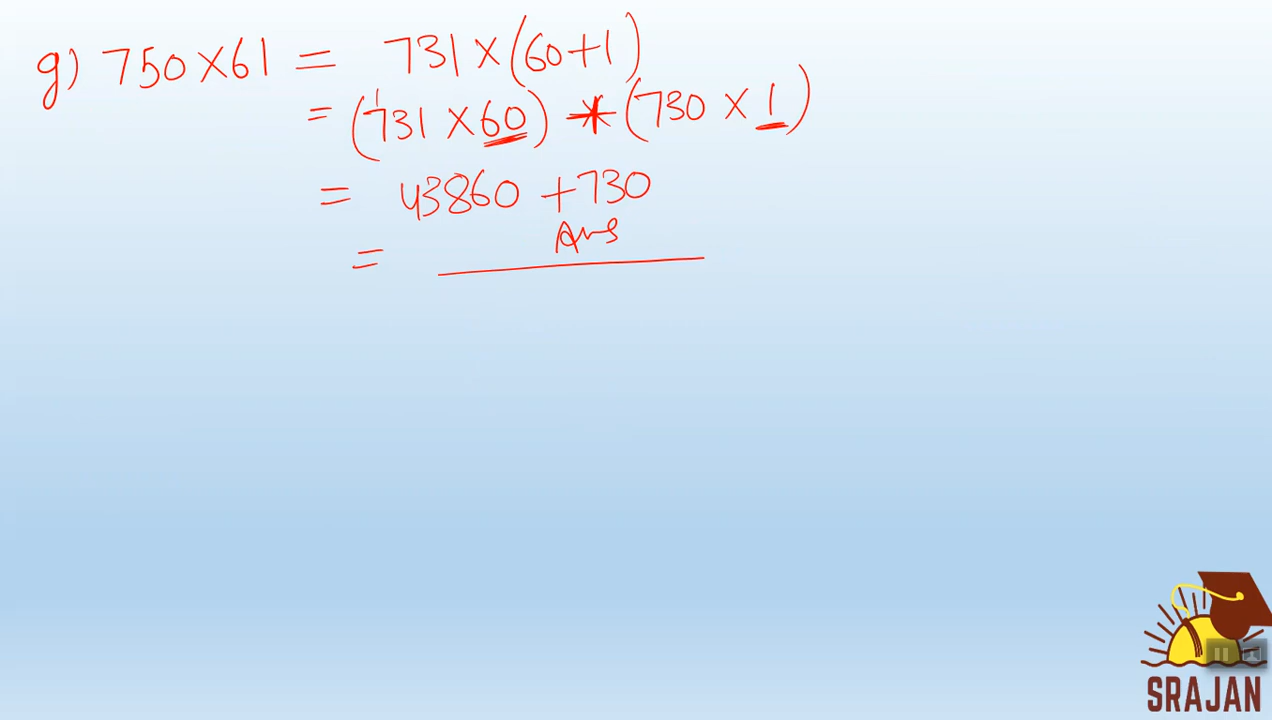 g) 750×61 = 731×(60+1)
= (731×60) * (730×1)
= 43860 +730
= Ans
SRAJAN